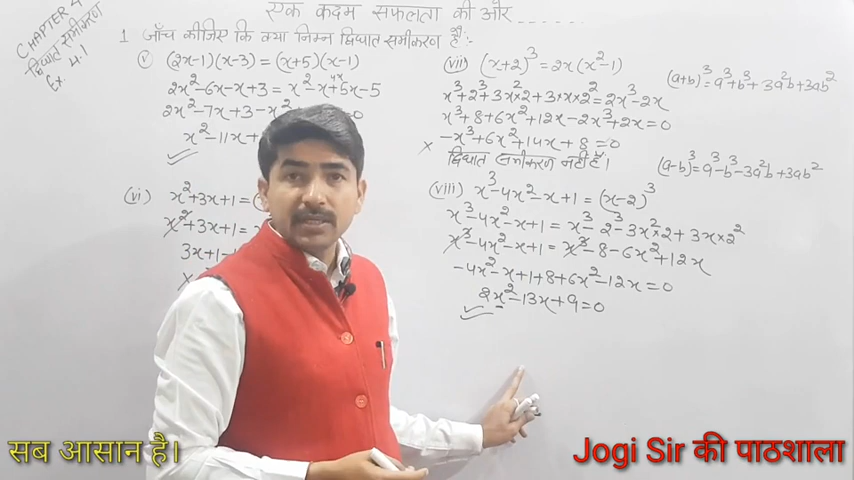 एक कदम सफलता की ओर
CHAPTER 4
द्विघात समीकरण
Ex. 4.1
1 जाँच कीजिए कि क्या निम्न द्विघात समीकरण है:-
(v) (2x-1)(x-3) = (x+5)(x-1)
2x²-6x-x+3 = x²-x+5x-5
4x
2x²-7x+3-x²
=0
x²-11x+
(vi) x²+3x+1=(
x²+3x+1=
3x+1-
(vii) (x+2)³=2x(x²-1)
x³+2³+3x²×2+3×x×2²=2x³-2x
x³+8+6x²+12x-2x³+2x=0
× -x³+6x²+14x+8=0
द्विघात समीकरण नहीं है।
(viii) x³-4x²-x+1=(x-2)³
x³-4x²-x+1=x³-2³-3x²×2+3x×2²
x³-4x²-x+1=x³-8-6x²+12x
-4x²-x+1+8+6x²-12x=0
2x²-13x+9=0
(a+b)³=a³+b³+3a²b+3ab²
(a-b)³=a³-b³-3a²b+3ab²
सब आसान है।
Jogi Sir की पाठशाला